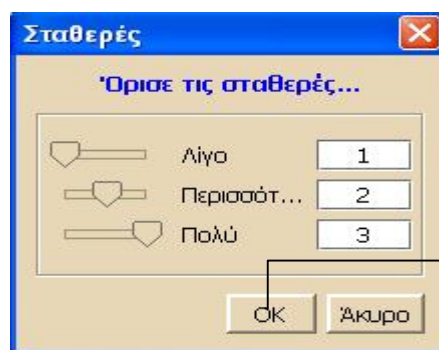 Σταθερές
Όρισε τις σταθερές...
Λίγο 1
Περισσότ... 2
Πολύ 3
OK Άκυρο